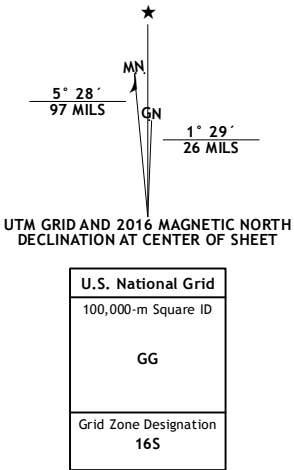 ★
MN
5° 28´
97 MILS
GN
1° 29´
26 MILS
UTM GRID AND 2016 MAGNETIC NORTH
DECLINATION AT CENTER OF SHEET
U.S. National Grid
100,000-m Square ID
GG
Grid Zone Designation
16S